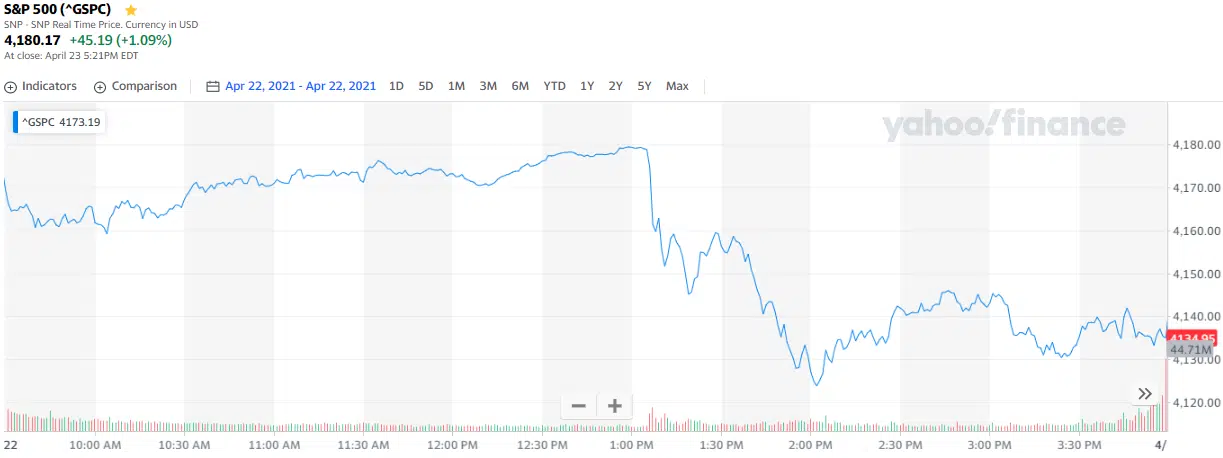 S&P 500 (^GSPC)
SNP - SNP Real Time Price. Currency in USD
4,180.17 +45.19 (+1.09%)
At close: April 23 5:21PM EDT
Indicators Comparison Apr 22, 2021 - Apr 22, 2021 1D 5D 1M 3M 6M YTD 1Y 2Y 5Y Max
^GSPC 4173.19
yahoo!finance
4,180.00
4,170.00
4,160.00
4,150.00
4,140.00
4134.95
44.71M
4,130.00
4,120.00
22 10:00 AM 10:30 AM 11:00 AM 11:30 AM 12:00 PM 12:30 PM 1:00 PM 1:30 PM 2:00 PM 2:30 PM 3:00 PM 3:30 PM 4/